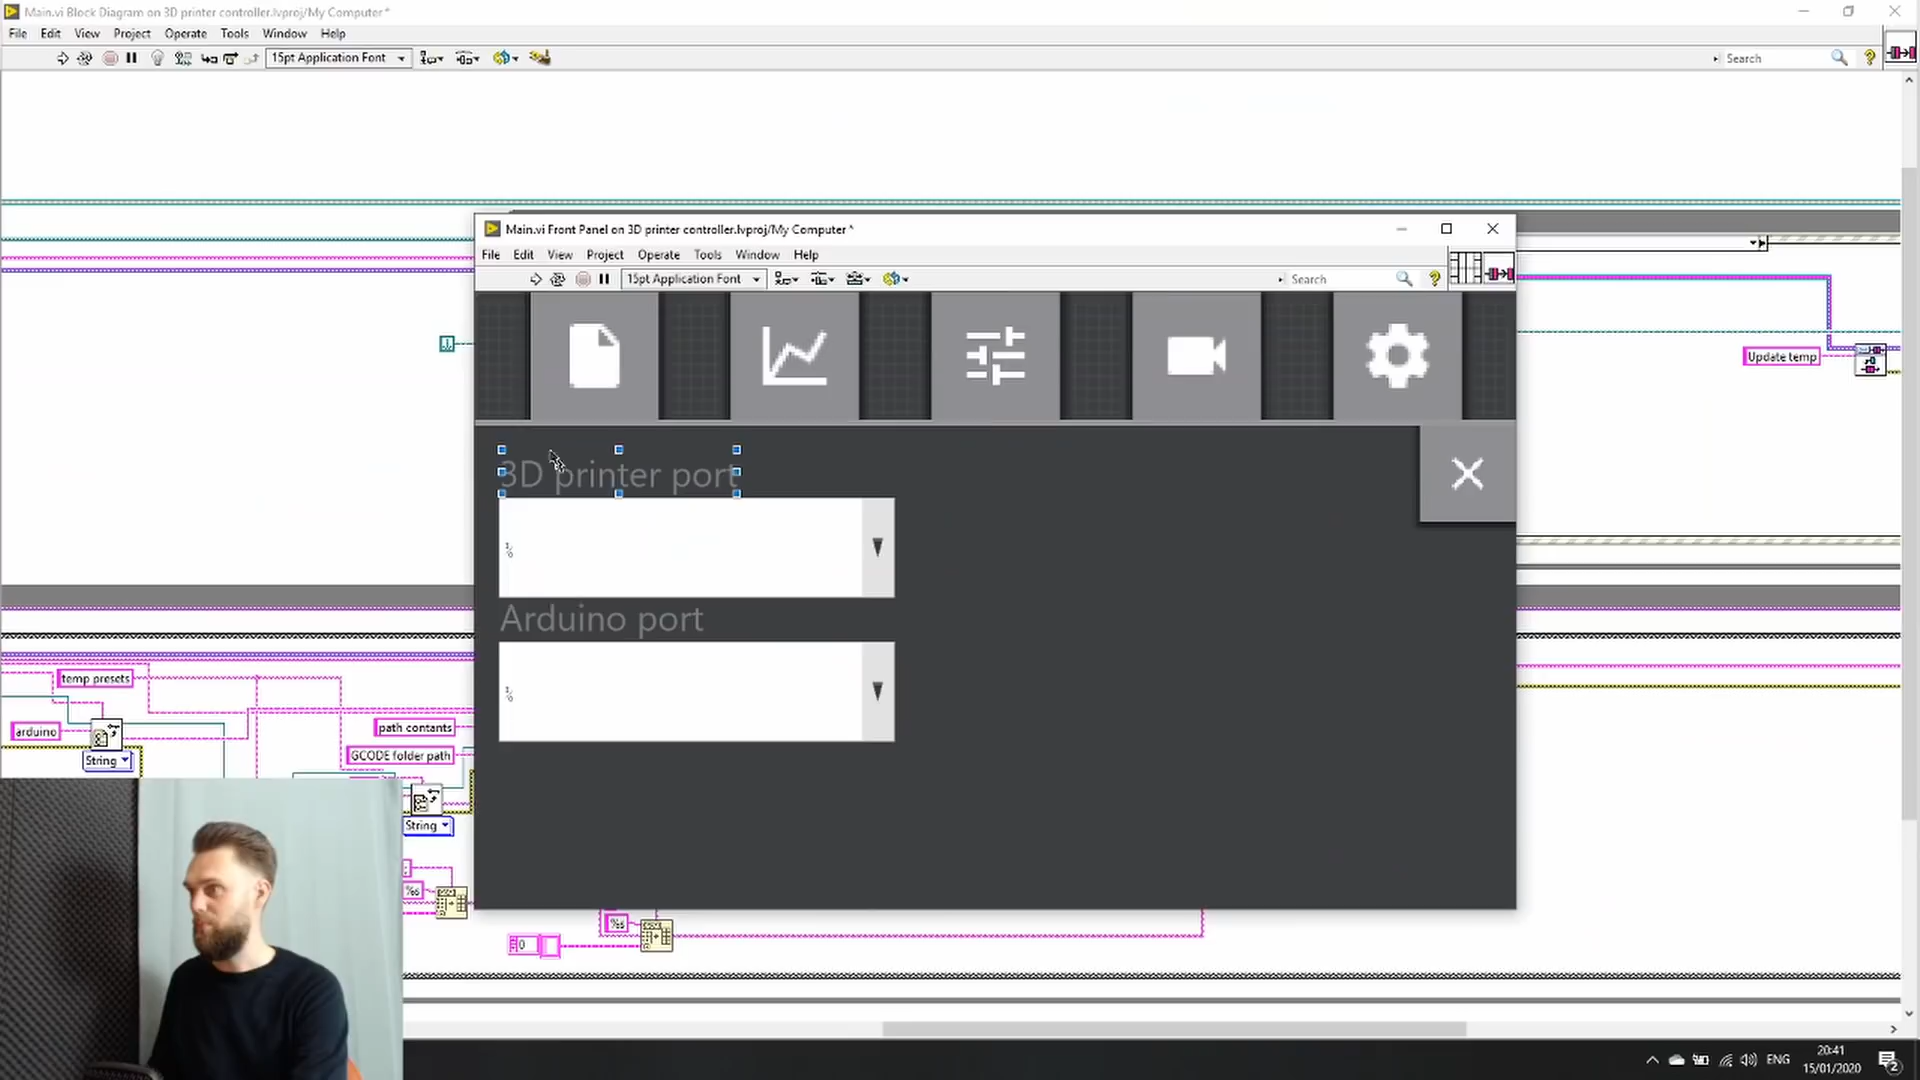 Main.vi Block Diagram on 3D printer controller.lvproj/My Computer *
File Edit View Project Operate Tools Window Help
15pt Application Font
Search
Update temp
Main.vi Front Panel on 3D printer controller.lvproj/My Computer *
File Edit View Project Operate Tools Window Help
15pt Application Font
Search
3D printer port
Arduino port
temp presets
arduino
String
path contants
GCODE folder path
String
%s
%s
0
ENG
20:41
15/01/2020
2